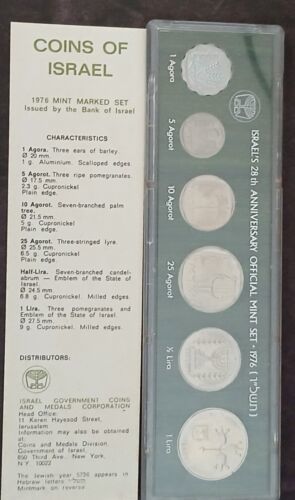 COINS OF
ISRAEL
1976 MINT MARKED SET
Issued by the Bank of Israel
CHARACTERISTICS
1 Agora. Three ears of barley.
Ø 20 mm.
1 g. Aluminium. Scalloped edges.
5 Agorot. Three ripe pomegranates.
Ø 17.5 mm.
2.3 g. Cupronickel
Plain edge.
10 Agorot. Seven-branched palm
tree.
Ø 21.5 mm.
5 g. Cupronickel
Plain edge.
25 Agorot. Three-stringed lyre.
Ø 25.5 mm.
6.5 g. Cupronickel
Plain edge.
Half-Lira. Seven-branched candel-
abrum — Emblem of the State of
Israel.
Ø 24.5 mm
6.8 g. Cupronickel. Milled edges.
1 Lira. Three pomegranates and
Emblem of the State of Israel.
Ø 27.5 mm.
9 g. Cupronickel. Milled edges.
DISTRIBUTORS:
ISRAEL GOVERNMENT COINS
AND MEDALS CORPORATION
Head Office:
11 Keren Hayesod Street,
Jerusalem
Information may also be
obtained at:
Coins and Medals Division,
Government of Israel,
850 Third Ave., New York,
N.Y. 10022
The Jewish year 5736 appears in
Hebrew letters תשל"ו
Mintmark on reverse
1 Agora
5 Agorot
10 Agorot
25 Agorot
½ Lira
1 Lira
ISRAEL'S 28th ANNIVERSARY OFFICIAL MINT SET · 1976 (תשל"ו)